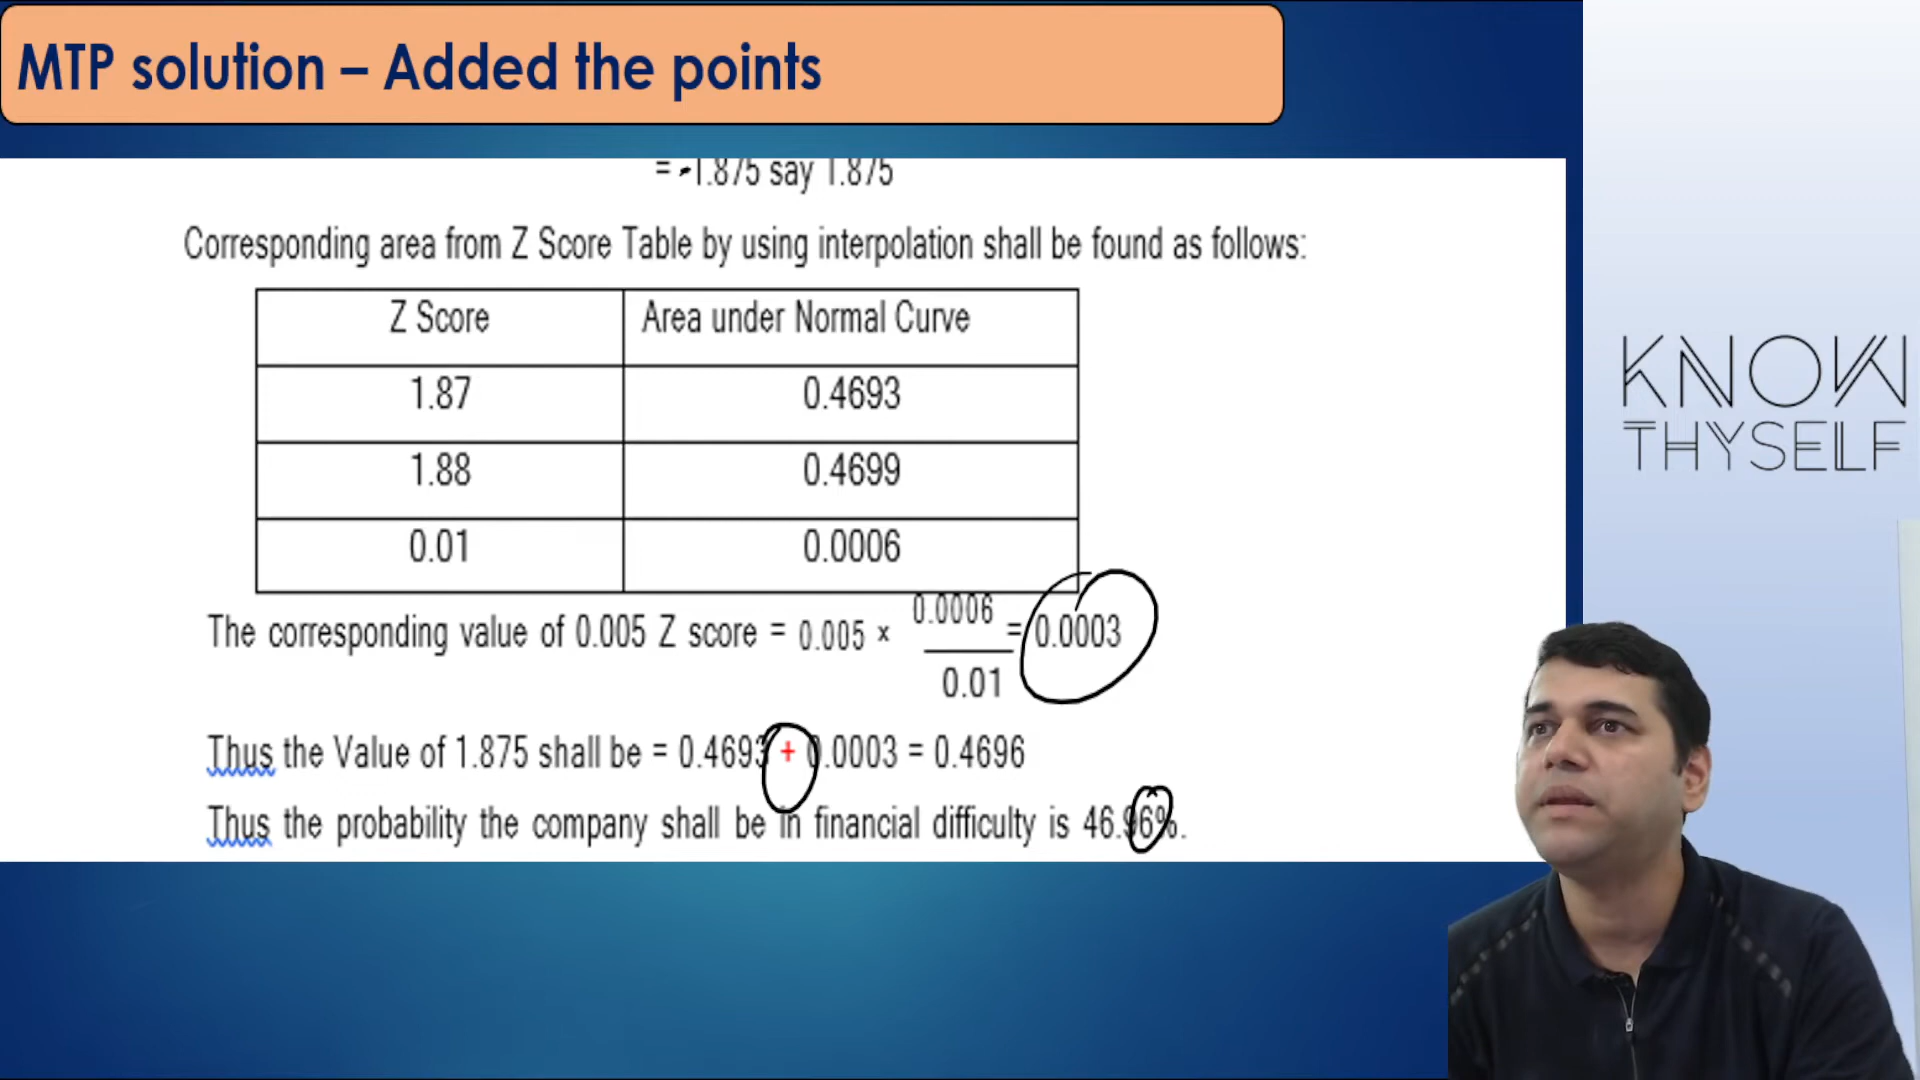 MTP solution – Added the points
= -1.875 say 1.875
Corresponding area from Z Score Table by using interpolation shall be found as follows:
Z Score Area under Normal Curve
1.87 0.4693
1.88 0.4699
0.01 0.0006
The corresponding value of 0.005 Z score = 0.005 × 0.0006 / 0.01 = 0.0003
Thus the Value of 1.875 shall be = 0.4693 + 0.0003 = 0.4696
Thus the probability the company shall be in financial difficulty is 46.96%.
KNOW
THYSELF